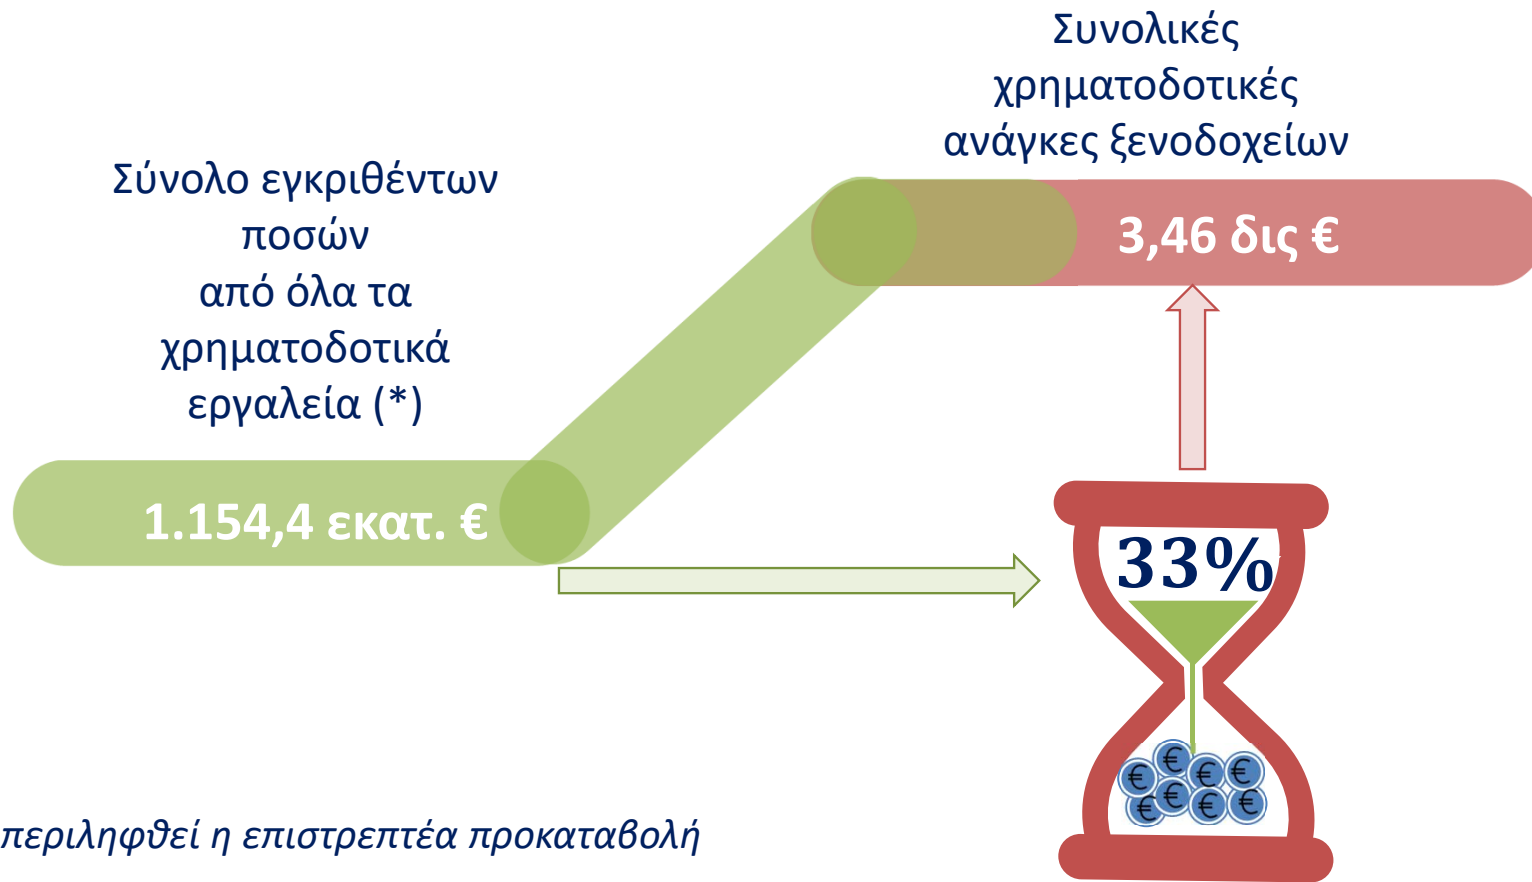 Συνολικές
χρηματοδοτικές
ανάγκες ξενοδοχείων
3,46 δις €
Σύνολο εγκριθέντων
ποσών
από όλα τα
χρηματοδοτικά
εργαλεία (*)
1.154,4 εκατ. €
33%
€ € € € € € € €
περιληφθεί η επιστρεπτέα προκαταβολή